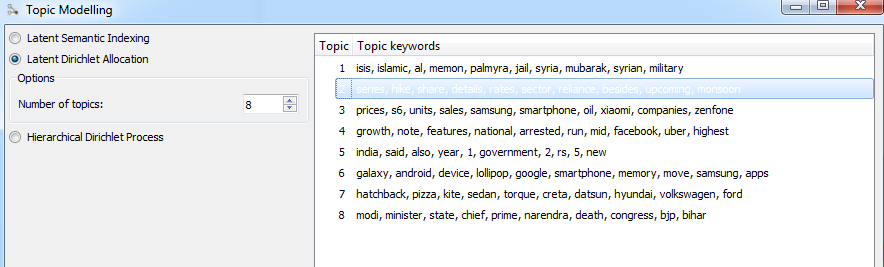 Topic Modelling
Latent Semantic Indexing
Latent Dirichlet Allocation
Options
Number of topics: 8
Hierarchical Dirichlet Process
Topic Topic keywords
1 isis, islamic, al, memon, palmyra, jail, syria, mubarak, syrian, military
2 series, hike, share, details, rates, sector, reliance, besides, upcoming, monsoon
3 prices, s6, units, sales, samsung, smartphone, oil, xiaomi, companies, zenfone
4 growth, note, features, national, arrested, run, mid, facebook, uber, highest
5 india, said, also, year, 1, government, 2, rs, 5, new
6 galaxy, android, device, lollipop, google, smartphone, memory, move, samsung, apps
7 hatchback, pizza, kite, sedan, torque, creta, datsun, hyundai, volkswagen, ford
8 modi, minister, state, chief, prime, narendra, death, congress, bjp, bihar